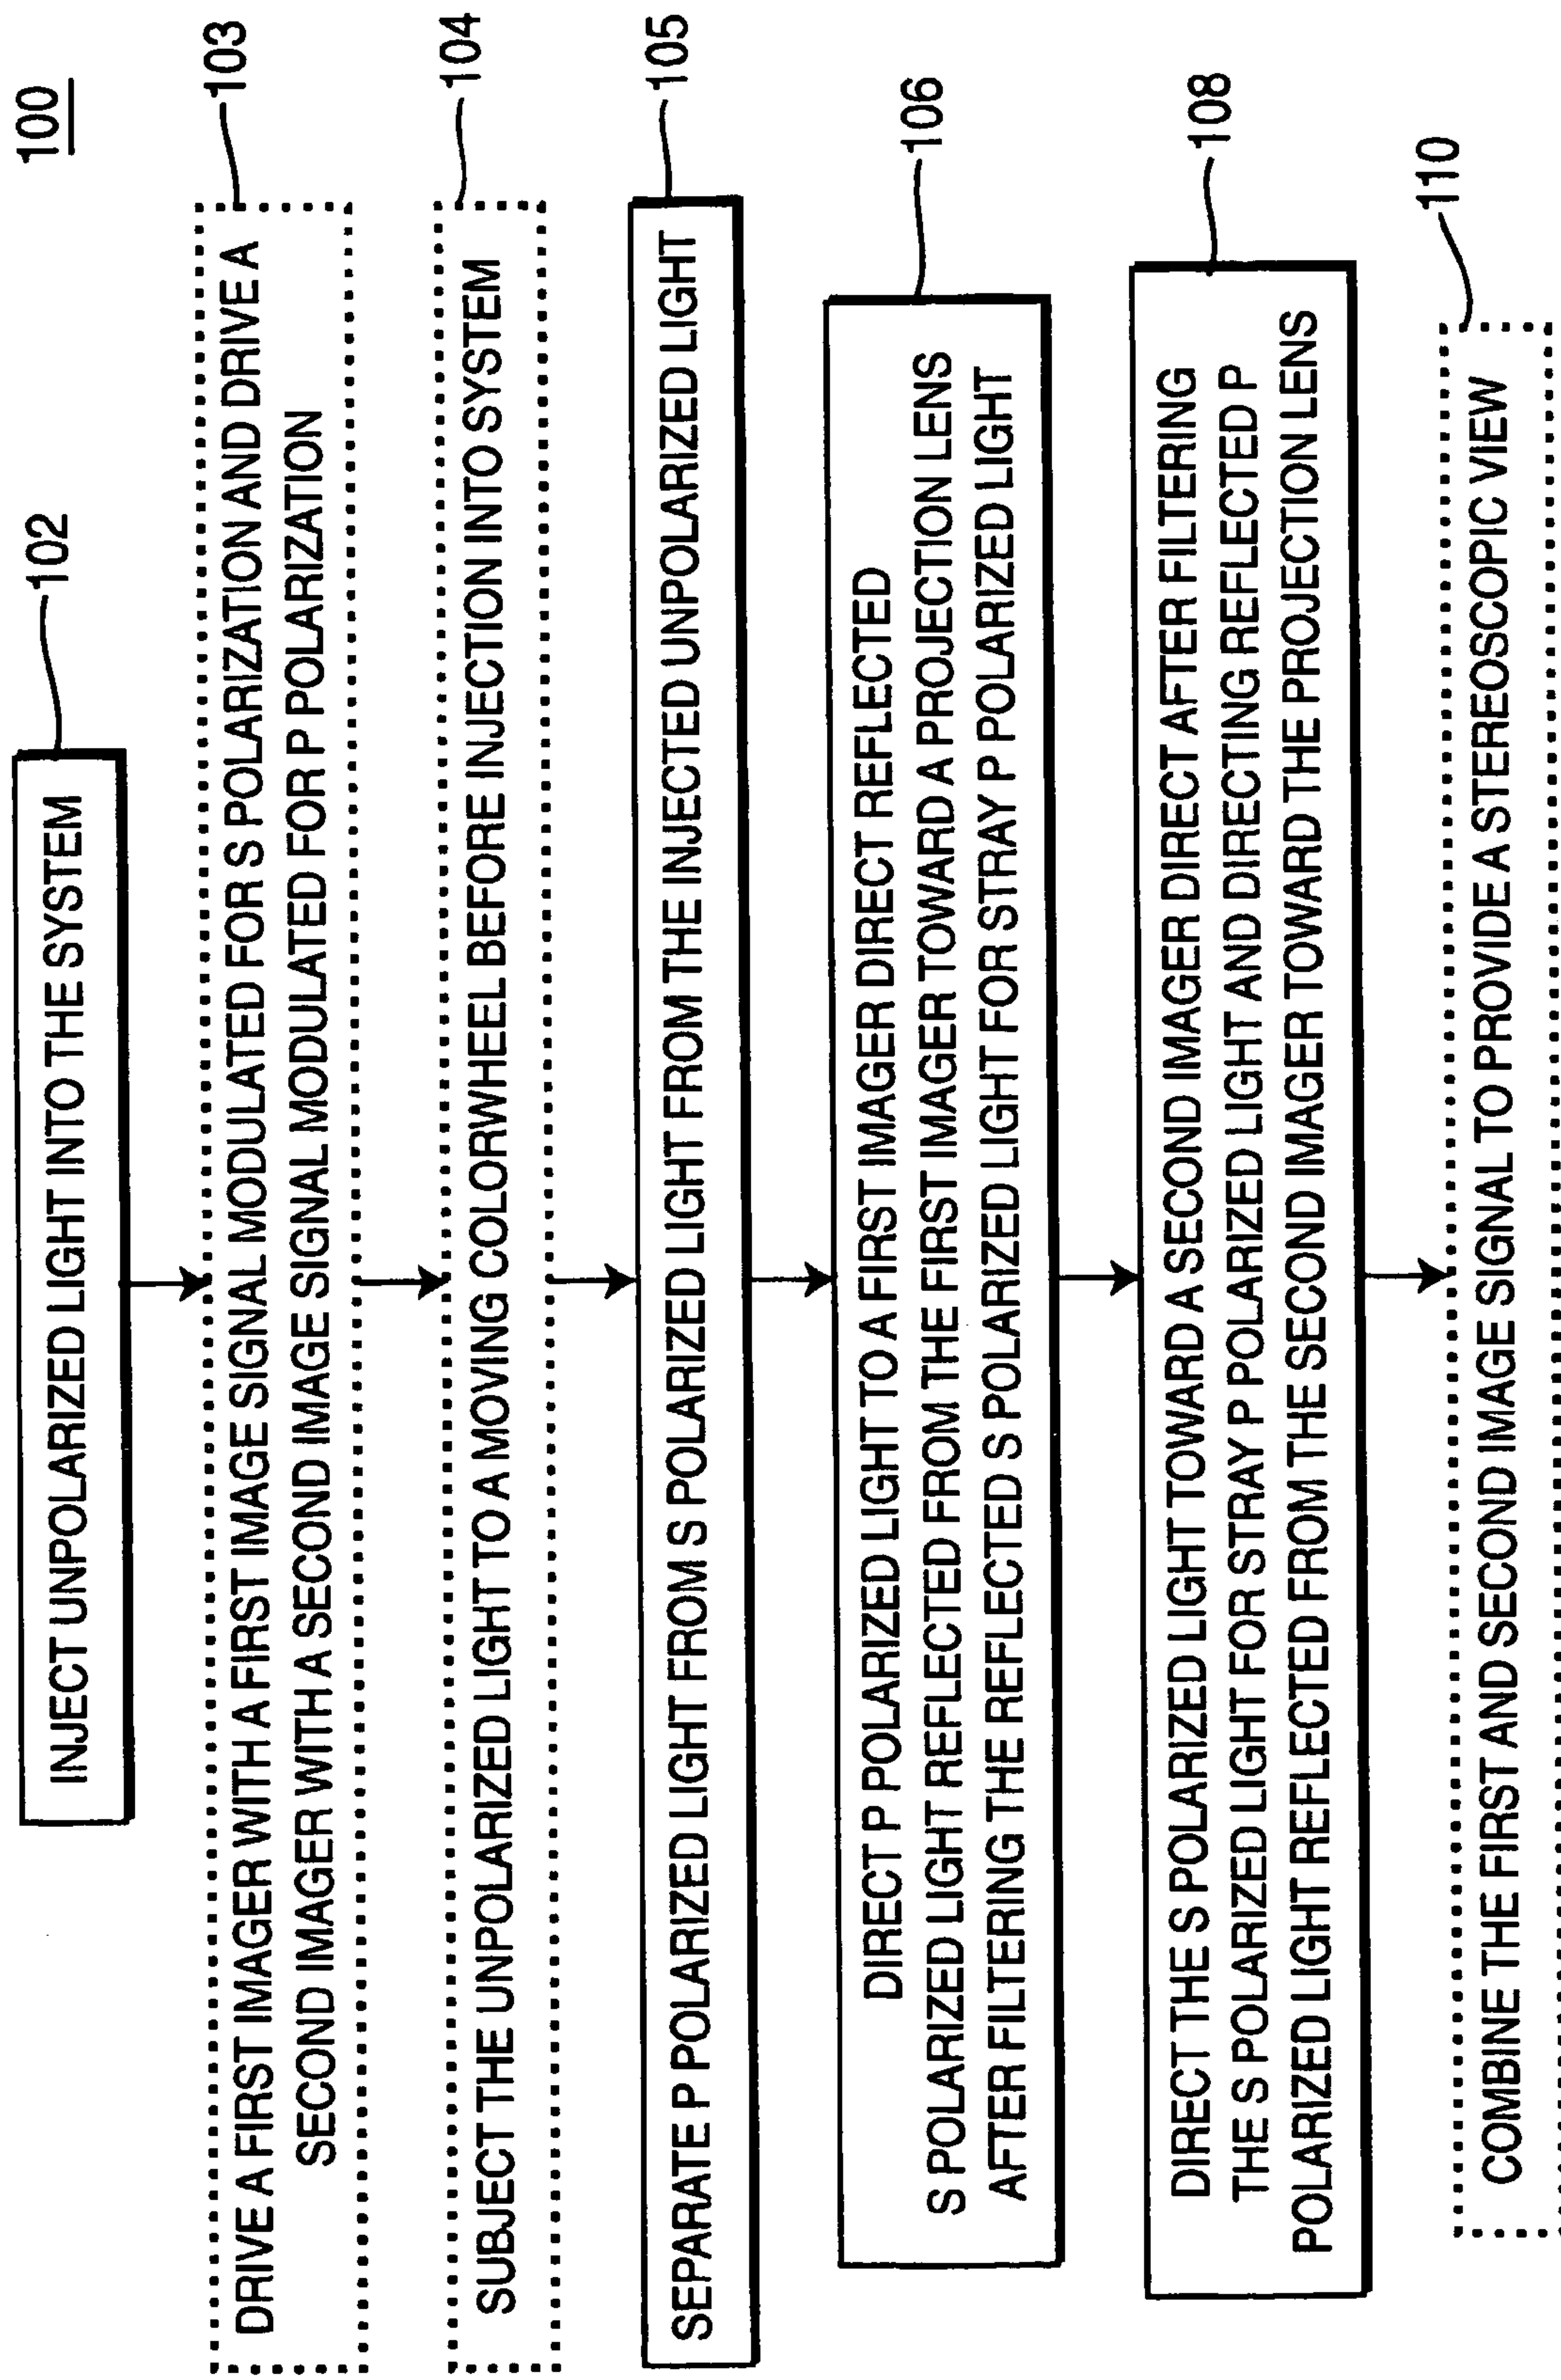 100
102
INJECT UNPOLARIZED LIGHT INTO THE SYSTEM
103
DRIVE A FIRST IMAGER WITH A FIRST IMAGE SIGNAL MODULATED FOR S POLARIZATION AND DRIVE A
SECOND IMAGER WITH A SECOND IMAGE SIGNAL MODULATED FOR P POLARIZATION
104
SUBJECT THE UNPOLARIZED LIGHT TO A MOVING COLORWHEEL BEFORE INJECTION INTO SYSTEM
105
SEPARATE P POLARIZED LIGHT FROM S POLARIZED LIGHT FROM THE INJECTED UNPOLARIZED LIGHT
106
DIRECT P POLARIZED LIGHT TO A FIRST IMAGER DIRECT REFLECTED
S POLARIZED LIGHT REFLECTED FROM THE FIRST IMAGER TOWARD A PROJECTION LENS
AFTER FILTERING THE REFLECTED S POLARIZED LIGHT FOR STRAY P POLARIZED LIGHT
108
DIRECT THE S POLARIZED LIGHT TOWARD A SECOND IMAGER DIRECT AFTER FILTERING
THE S POLARIZED LIGHT FOR STRAY P POLARIZED LIGHT AND DIRECTING REFLECTED P
POLARIZED LIGHT REFLECTED FROM THE SECOND IMAGER TOWARD THE PROJECTION LENS
110
COMBINE THE FIRST AND SECOND IMAGE SIGNAL TO PROVIDE A STEREOSCOPIC VIEW